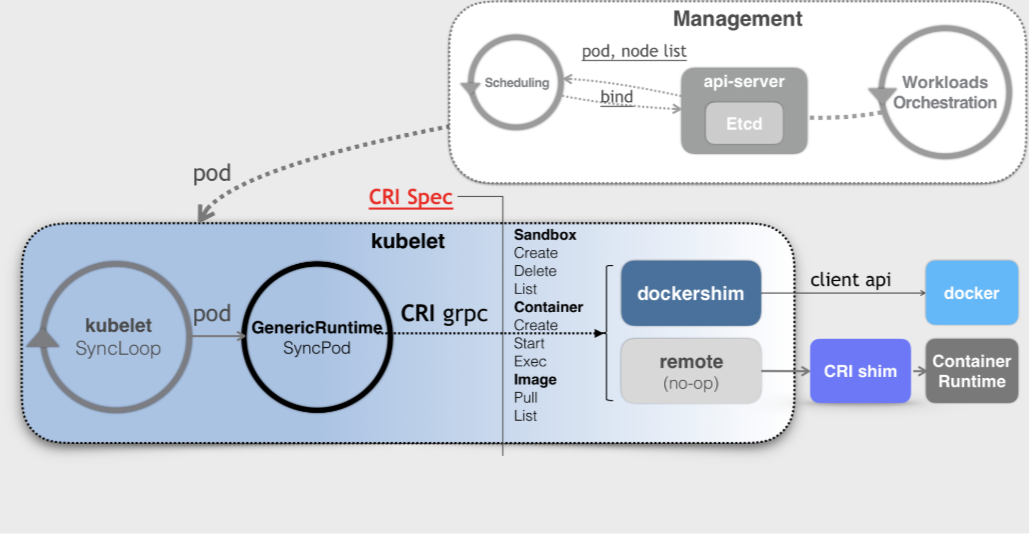 Management
Scheduling
pod, node list
bind
api-server
Etcd
Workloads
Orchestration
pod
CRI Spec
kubelet
kubelet
SyncLoop
pod
GenericRuntime
SyncPod
CRI grpc
Sandbox
Create
Delete
List
Container
Create
Start
Exec
Image
Pull
List
dockershim
client api
docker
remote
(no-op)
CRI shim
Container
Runtime